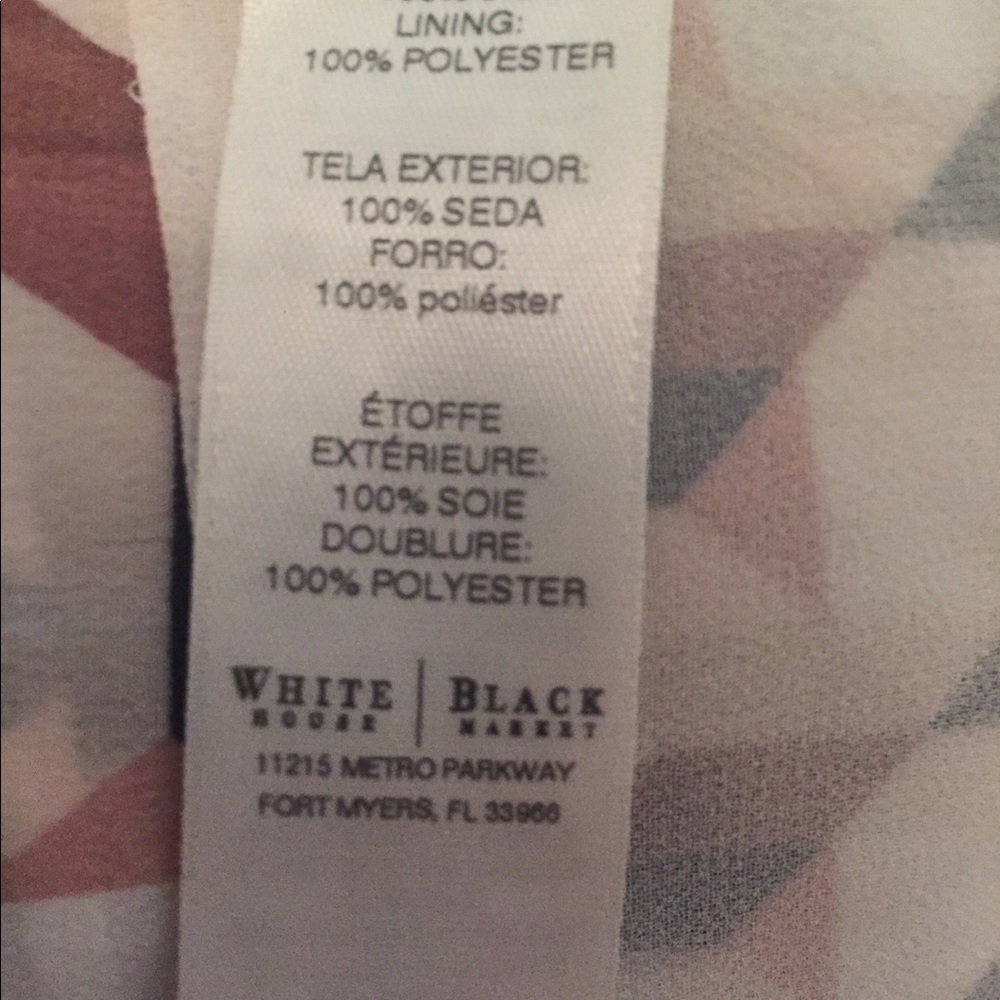 LINING:
100% POLYESTER
TELA EXTERIOR:
100% SEDA
FORRO:
100% poliéster
ÉTOFFE
EXTÉRIEURE:
100% SOIE
DOUBLURE:
100% POLYESTER
WHITE | BLACK
HOUSE MARKET
11215 METRO PARKWAY
FORT MYERS, FL 33966